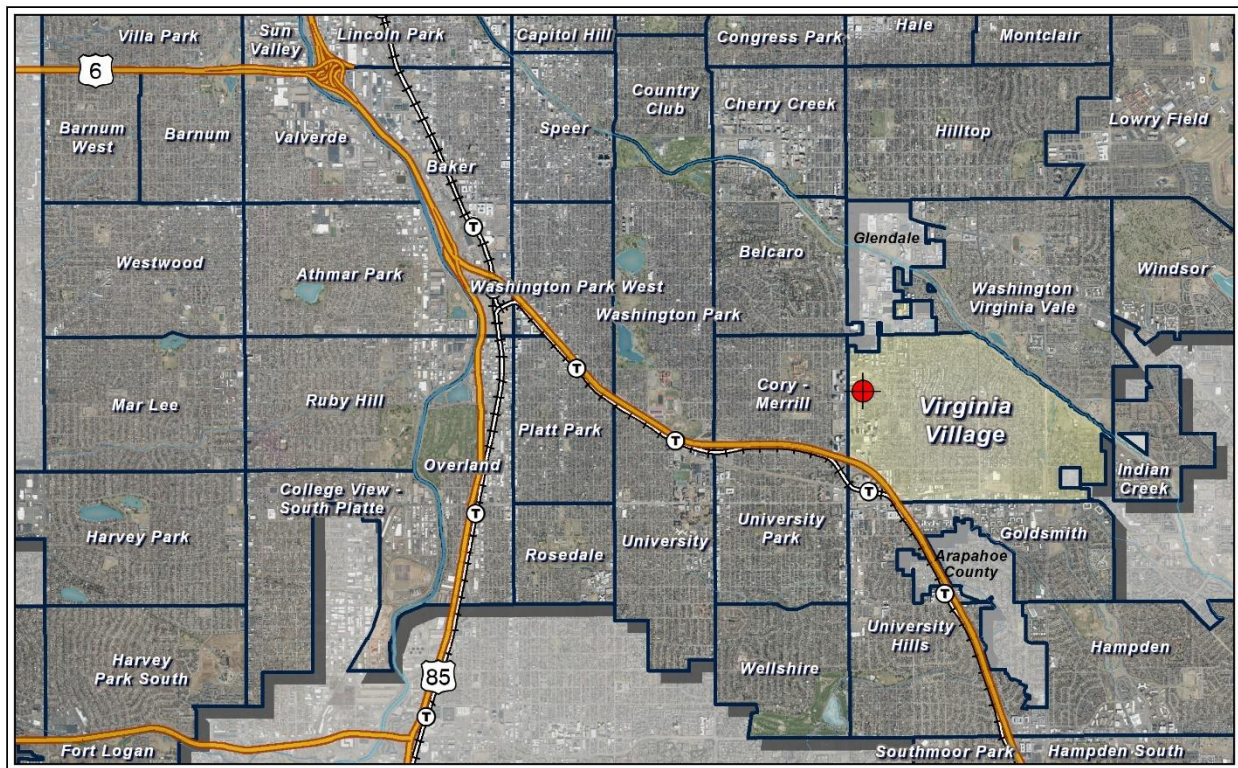 Villa Park
Sun
Valley
Lincoln Park
Capitol Hill
Congress Park
Hale
Montclair
6
Country
Club
Cherry Creek
Lowry Field
Barnum
West
Barnum
Valverde
Speer
Hilltop
Baker
Westwood
Athmar Park
T
Washington Park West
Washington Park
Belcaro
Glendale
Washington
Virginia Vale
Windsor
Mar Lee
Ruby Hill
T
Platt Park
Cory -
Merrill
Virginia
Village
T
Overland
College View -
South Platte
T
T
Indian
Creek
Harvey Park
Rosedale
University
University
Park
Goldsmith
Arapahoe
County
T
Harvey
Park South
85
Wellshire
University
Hills
Hampden
T
Fort Logan
Southmoor Park
Hampden South